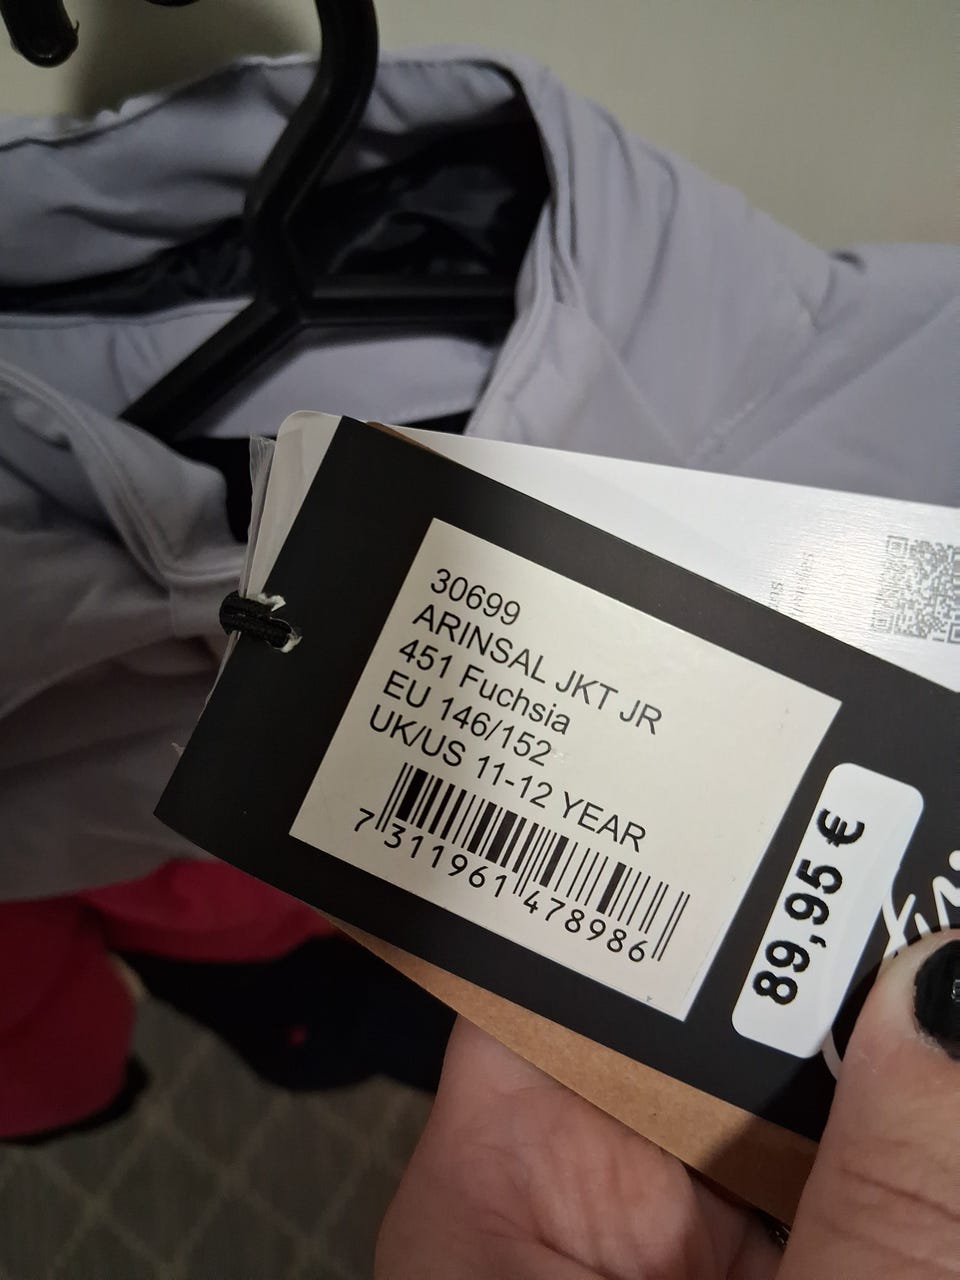 30699
ARINSAL JKT JR
451 Fuchsia
EU 146/152
UK/US 11-12 YEAR
7 311961 478986
89,95 €